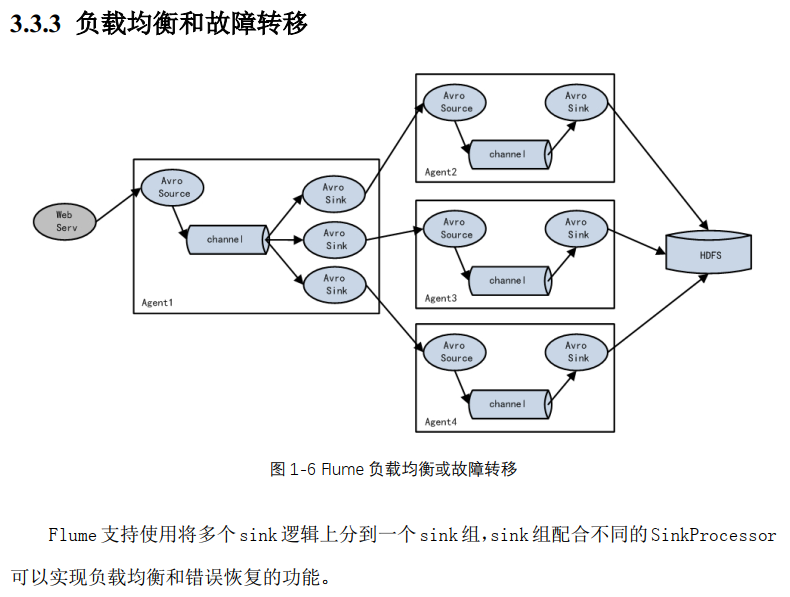 3.3.3 负载均衡和故障转移
Avro
Source
Avro
Sink
channel
Agent2
Web
Serv
Avro
Source
channel
Avro
Sink
Avro
Sink
Avro
Sink
Agent1
Avro
Source
Avro
Sink
channel
Agent3
HDFS
Avro
Source
Avro
Sink
channel
Agent4
图 1-6 Flume 负载均衡或故障转移
Flume 支持使用将多个 sink 逻辑上分到一个 sink 组,sink 组配合不同的 SinkProcessor
可以实现负载均衡和错误恢复的功能。